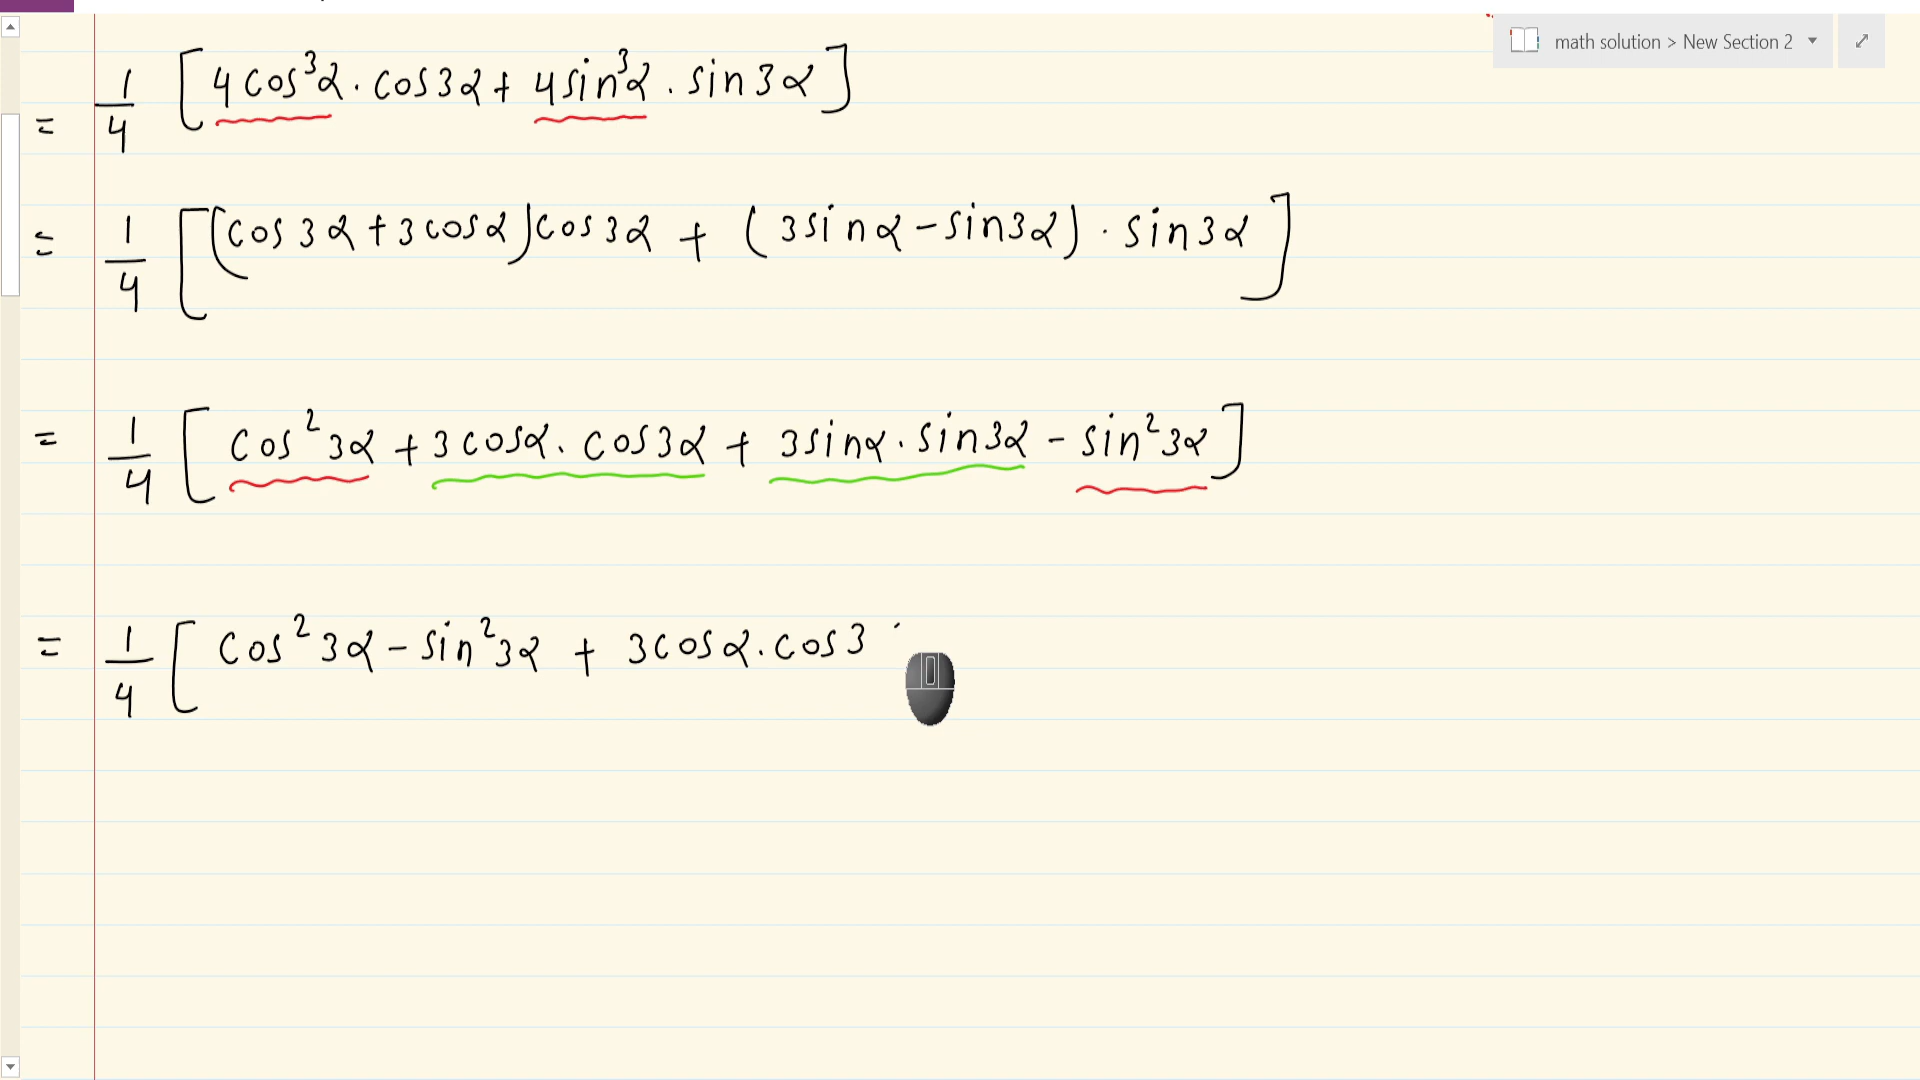 math solution > New Section 2
= 1/4 [4cos³α · cos3α + 4sin³α · sin3α]
= 1/4 [(cos3α + 3cosα)cos3α + (3sinα - sin3α) · sin3α]
= 1/4 [cos²3α + 3cosα · cos3α + 3sinα · sin3α - sin²3α]
= 1/4 [cos²3α - sin²3α + 3cosα · cos3